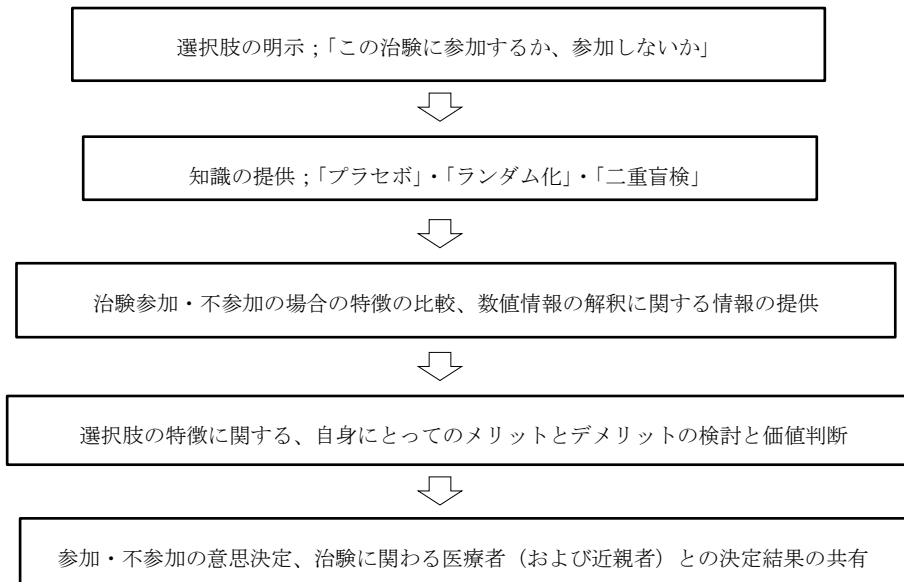 選択肢の明示；「この治験に参加するか、参加しないか」
知識の提供；「プラセボ」・「ランダム化」・「二重盲検」
治験参加・不参加の場合の特徴の比較、数値情報の解釈に関する情報の提供
選択肢の特徴に関する、自身にとってのメリットとデメリットの検討と価値判断
参加・不参加の意思決定、治験に関わる医療者（および近親者）との決定結果の共有